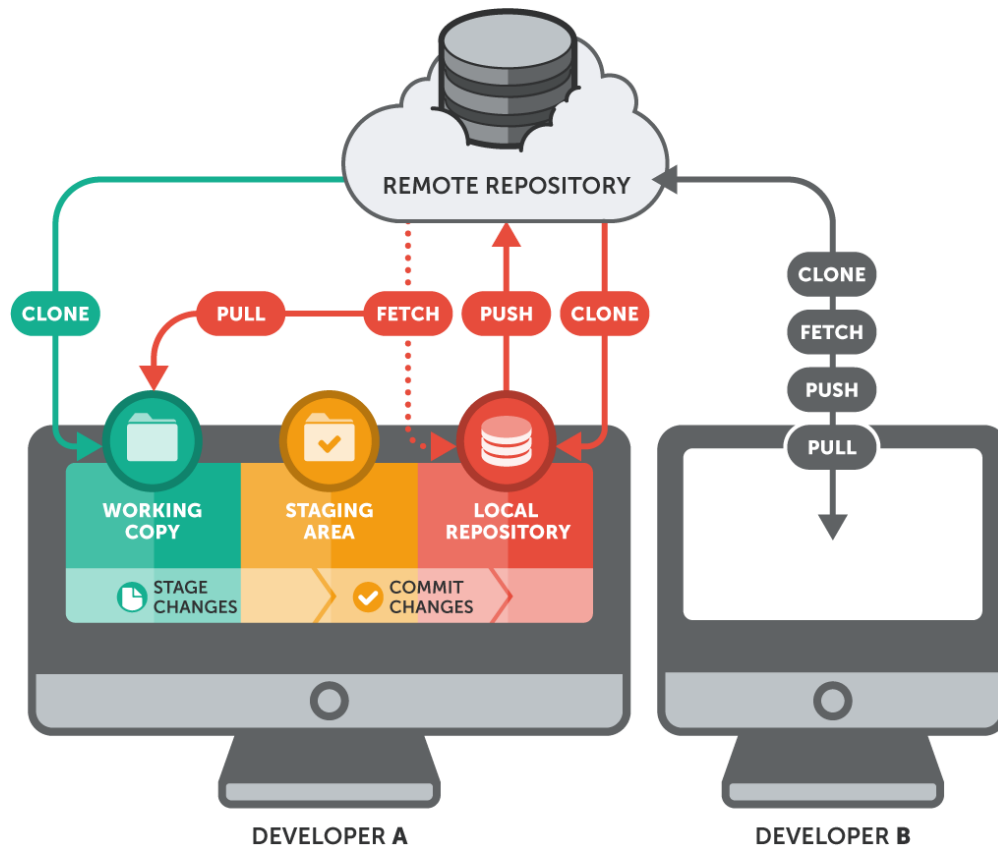 REMOTE REPOSITORY
CLONE
PULL
FETCH
PUSH
CLONE
WORKING
COPY
STAGING
AREA
LOCAL
REPOSITORY
STAGE
CHANGES
COMMIT
CHANGES
DEVELOPER A
CLONE
FETCH
PUSH
PULL
DEVELOPER B